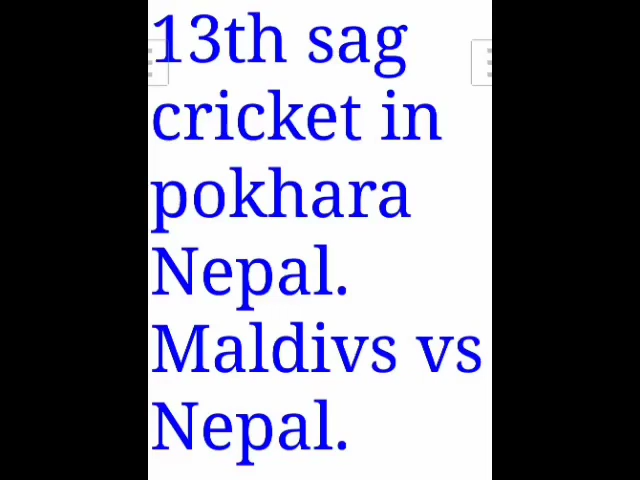 13th sag
cricket in
pokhara
Nepal.
Maldivs vs
Nepal.